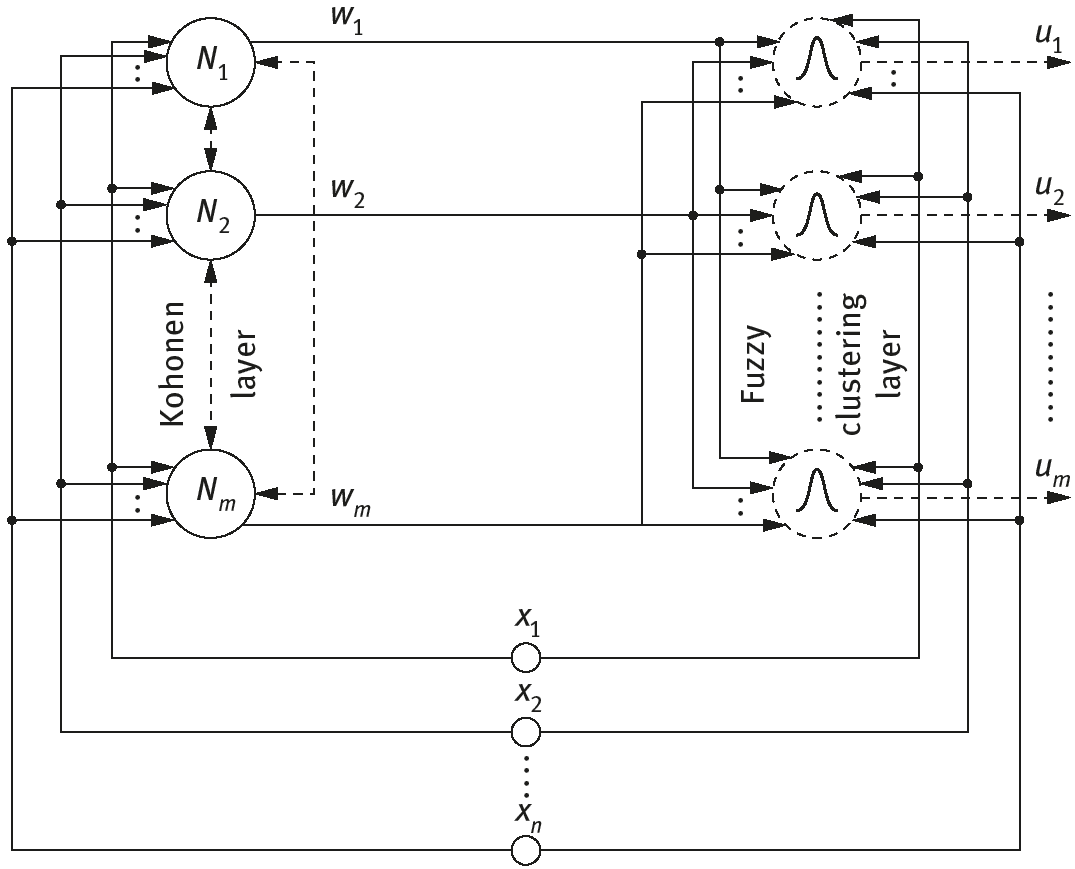 w1
u1
N1
w2
u2
N2
Kohonen
layer
Fuzzy
clustering
layer
um
Nm
wm
x1
x2
xn